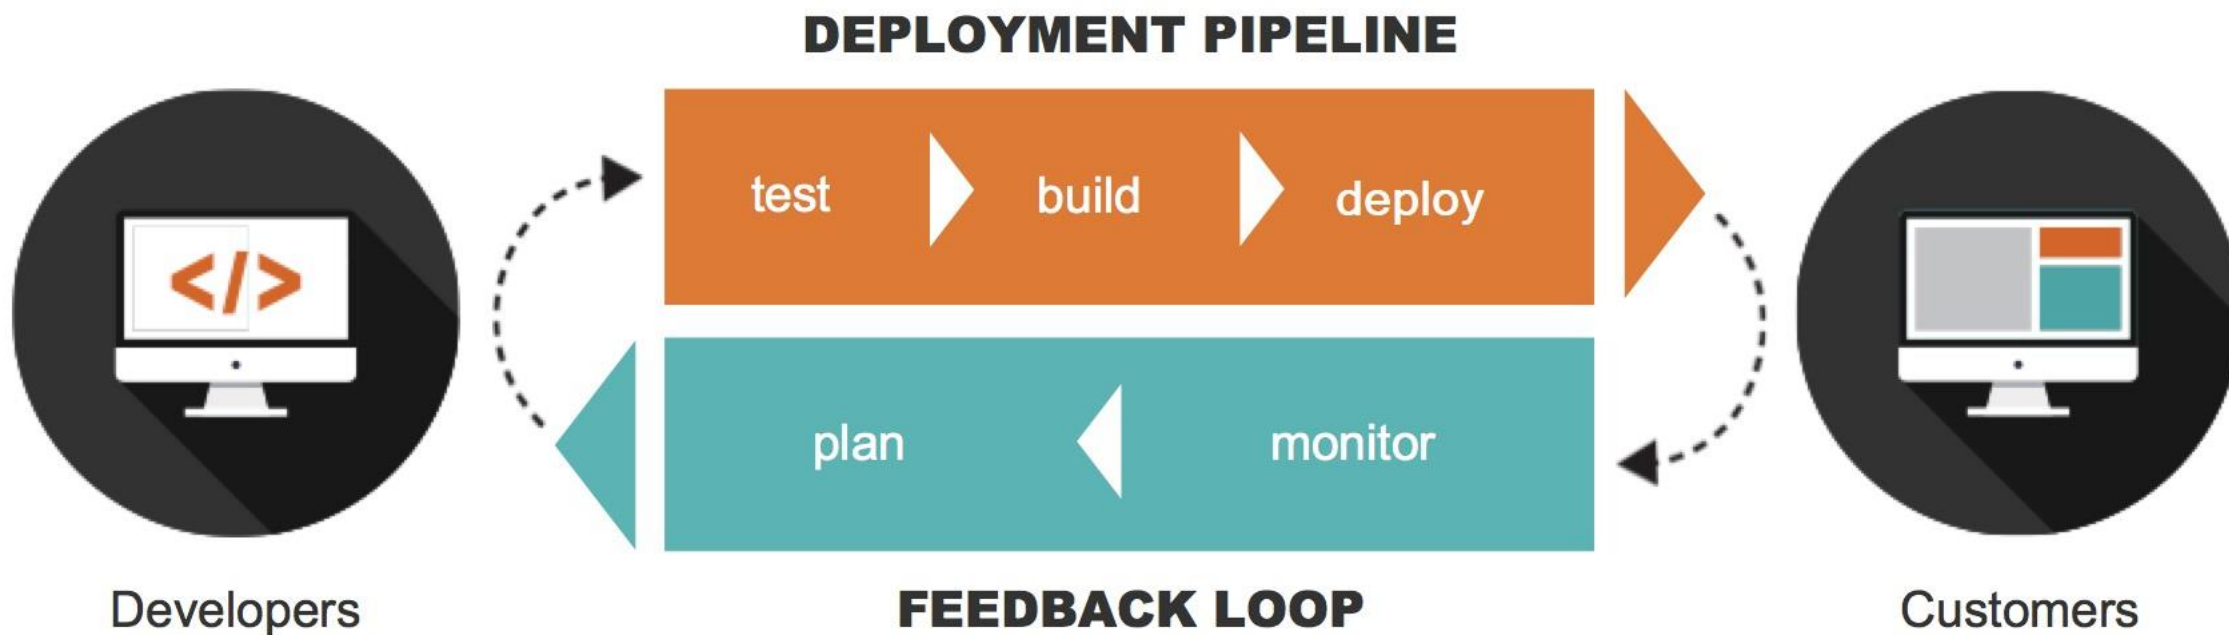 DEPLOYMENT PIPELINE
test build deploy
</>
plan monitor
Developers
FEEDBACK LOOP
Customers